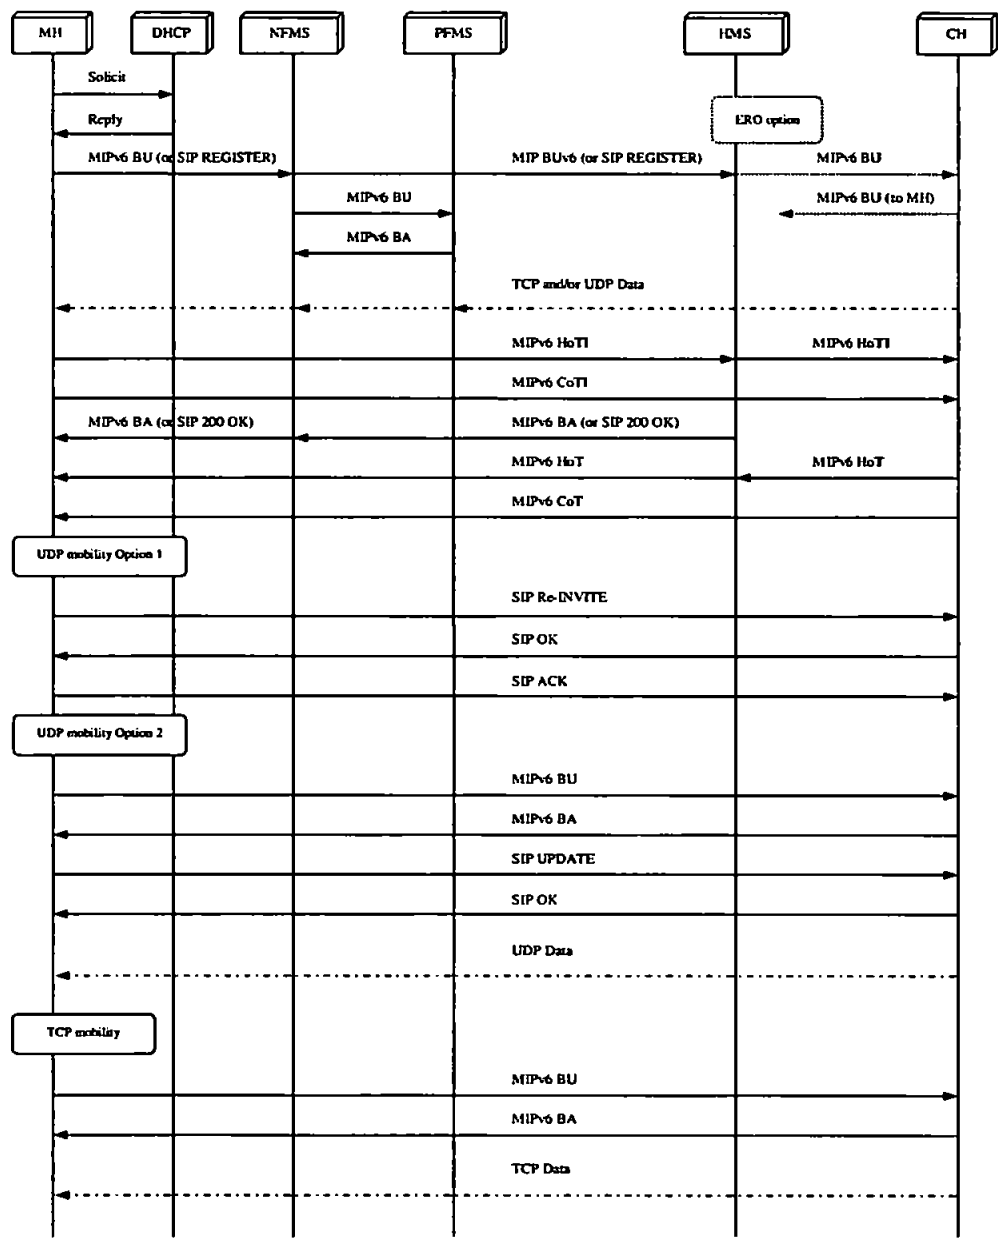 MH DHCP NFMS PFMS HMS CH
Solicit
ERO option
Reply
MIPv6 BU (or SIP REGISTER) MIP BUv6 (or SIP REGISTER) MIPv6 BU
MIPv6 BU MIPv6 BU (to MH)
MIPv6 BA
TCP and/or UDP Data
MIPv6 HoTI MIPv6 HoTI
MIPv6 CoTI
MIPv6 BA (or SIP 200 OK) MIPv6 BA (or SIP 200 OK)
MIPv6 HoT MIPv6 HoT
MIPv6 CoT
UDP mobility Option 1
SIP Re-INVITE
SIP OK
SIP ACK
UDP mobility Option 2
MIPv6 BU
MIPv6 BA
SIP UPDATE
SIP OK
UDP Data
TCP mobility
MIPv6 BU
MIPv6 BA
TCP Data